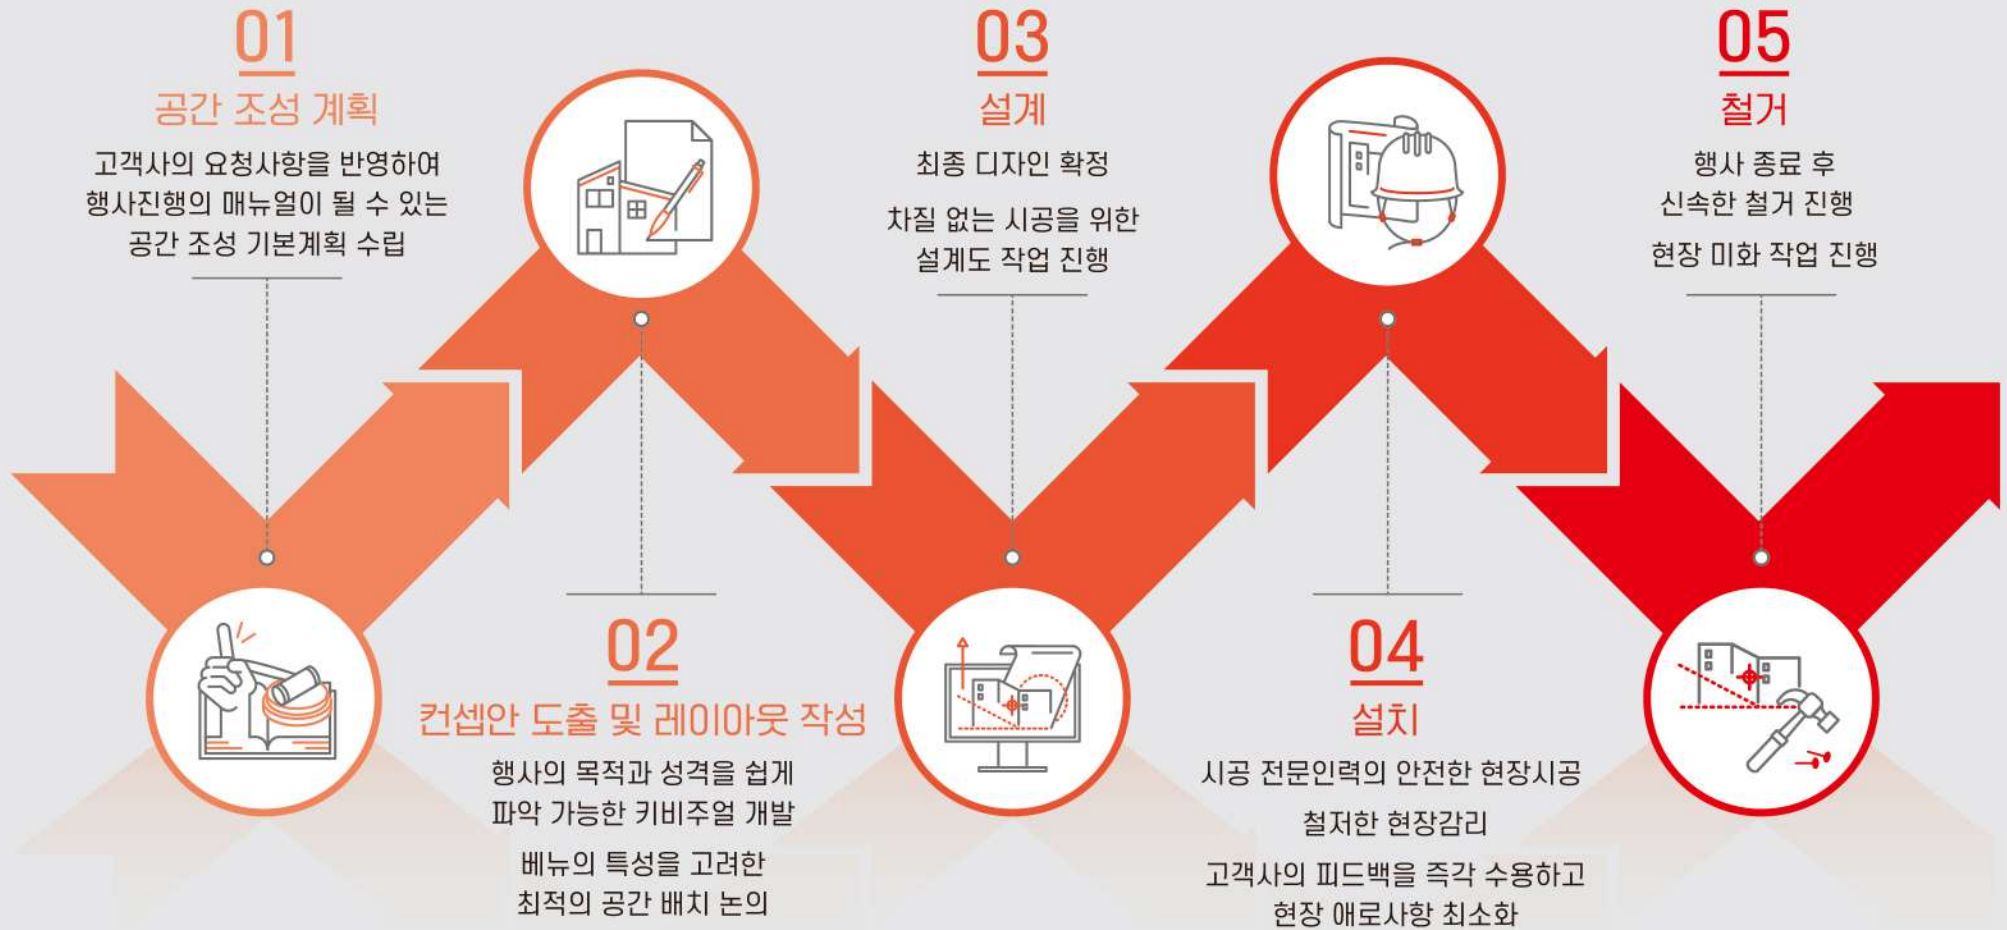 01
공간 조성 계획
고객사의 요청사항을 반영하여
행사진행의 매뉴얼이 될 수 있는
공간 조성 기본계획 수립
02
컨셉안 도출 및 레이아웃 작성
행사의 목적과 성격을 쉽게
파악 가능한 키비주얼 개발
베뉴의 특성을 고려한
최적의 공간 배치 논의
03
설계
최종 디자인 확정
차질 없는 시공을 위한
설계도 작업 진행
04
설치
시공 전문인력의 안전한 현장시공
철저한 현장감리
고객사의 피드백을 즉각 수용하고
현장 애로사항 최소화
05
철거
행사 종료 후
신속한 철거 진행
현장 미화 작업 진행